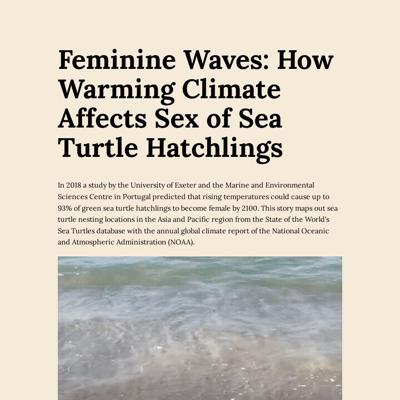 Feminine Waves: How
Warming Climate
Affects Sex of Sea
Turtle Hatchlings
In 2018 a study by the University of Exeter and the Marine and Environmental
Sciences Centre in Portugal predicted that rising temperatures could cause up to
93% of green sea turtle hatchlings to become female by 2100. This story maps out sea
turtle nesting locations in the Asia and Pacific region from the State of the World's
Sea Turtles database with the annual global climate report of the National Oceanic
and Atmospheric Administration (NOAA).